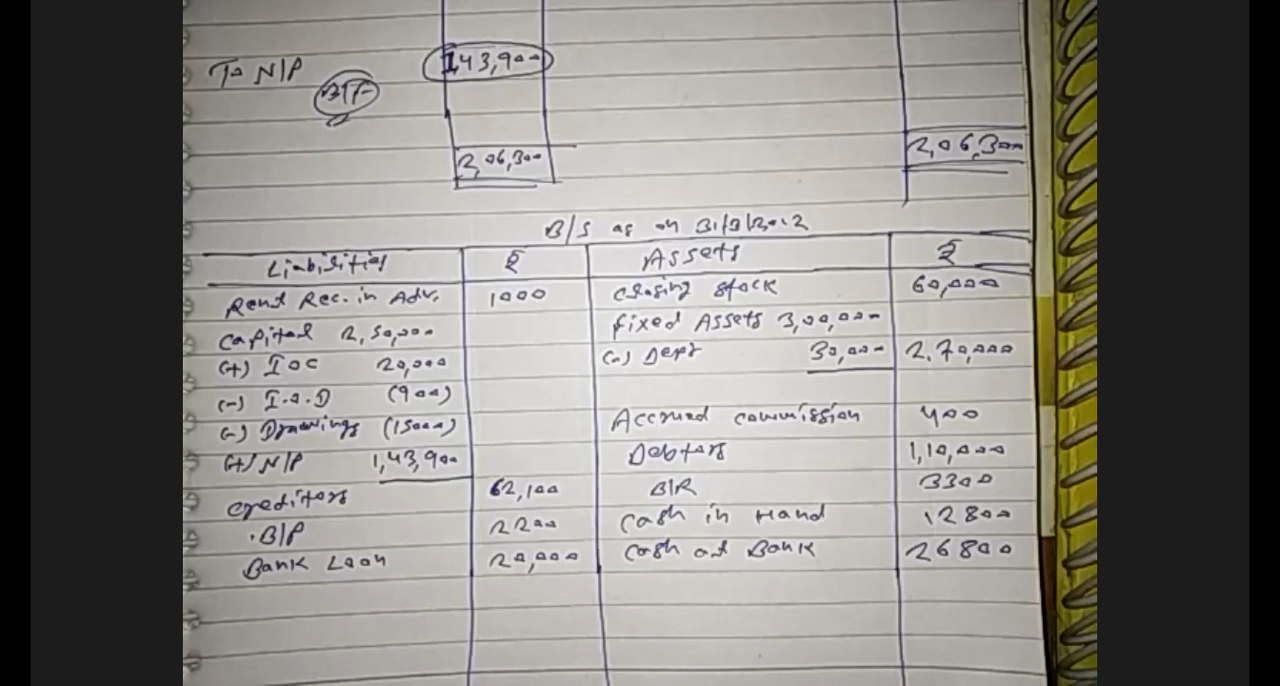 To N/P 1,43,900
B/F
2,06,300 2,06,300
B/S as on 31/3/2012
Liabilities ₹ Assets ₹
Rent Rec. in Adv. 1000 Closing stock 60,000
Capital 2,50,000 fixed Assets 3,00,000
(+) IOC 20,000 (-) Dept 30,000 2,70,000
(-) I.O.D (900)
(-) Drawings (15000) Accrued commission 400
(+) N/P 1,43,900 Debtors 1,10,000
creditors 62,100 B/R 3300
B/P 2200 cash in Hand 12800
Bank Loan 20,000 cash at Bank 26800